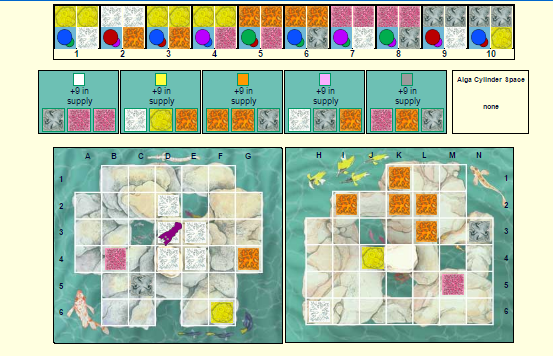 1 2 3 4 5 6 7 8 9 10
+9 in supply +9 in supply +9 in supply +9 in supply +9 in supply
Alga Cylinder Space
none
A B C D E F G
1
2
3
4
5
6
H I J K L M N
1
2
3
4
5
6